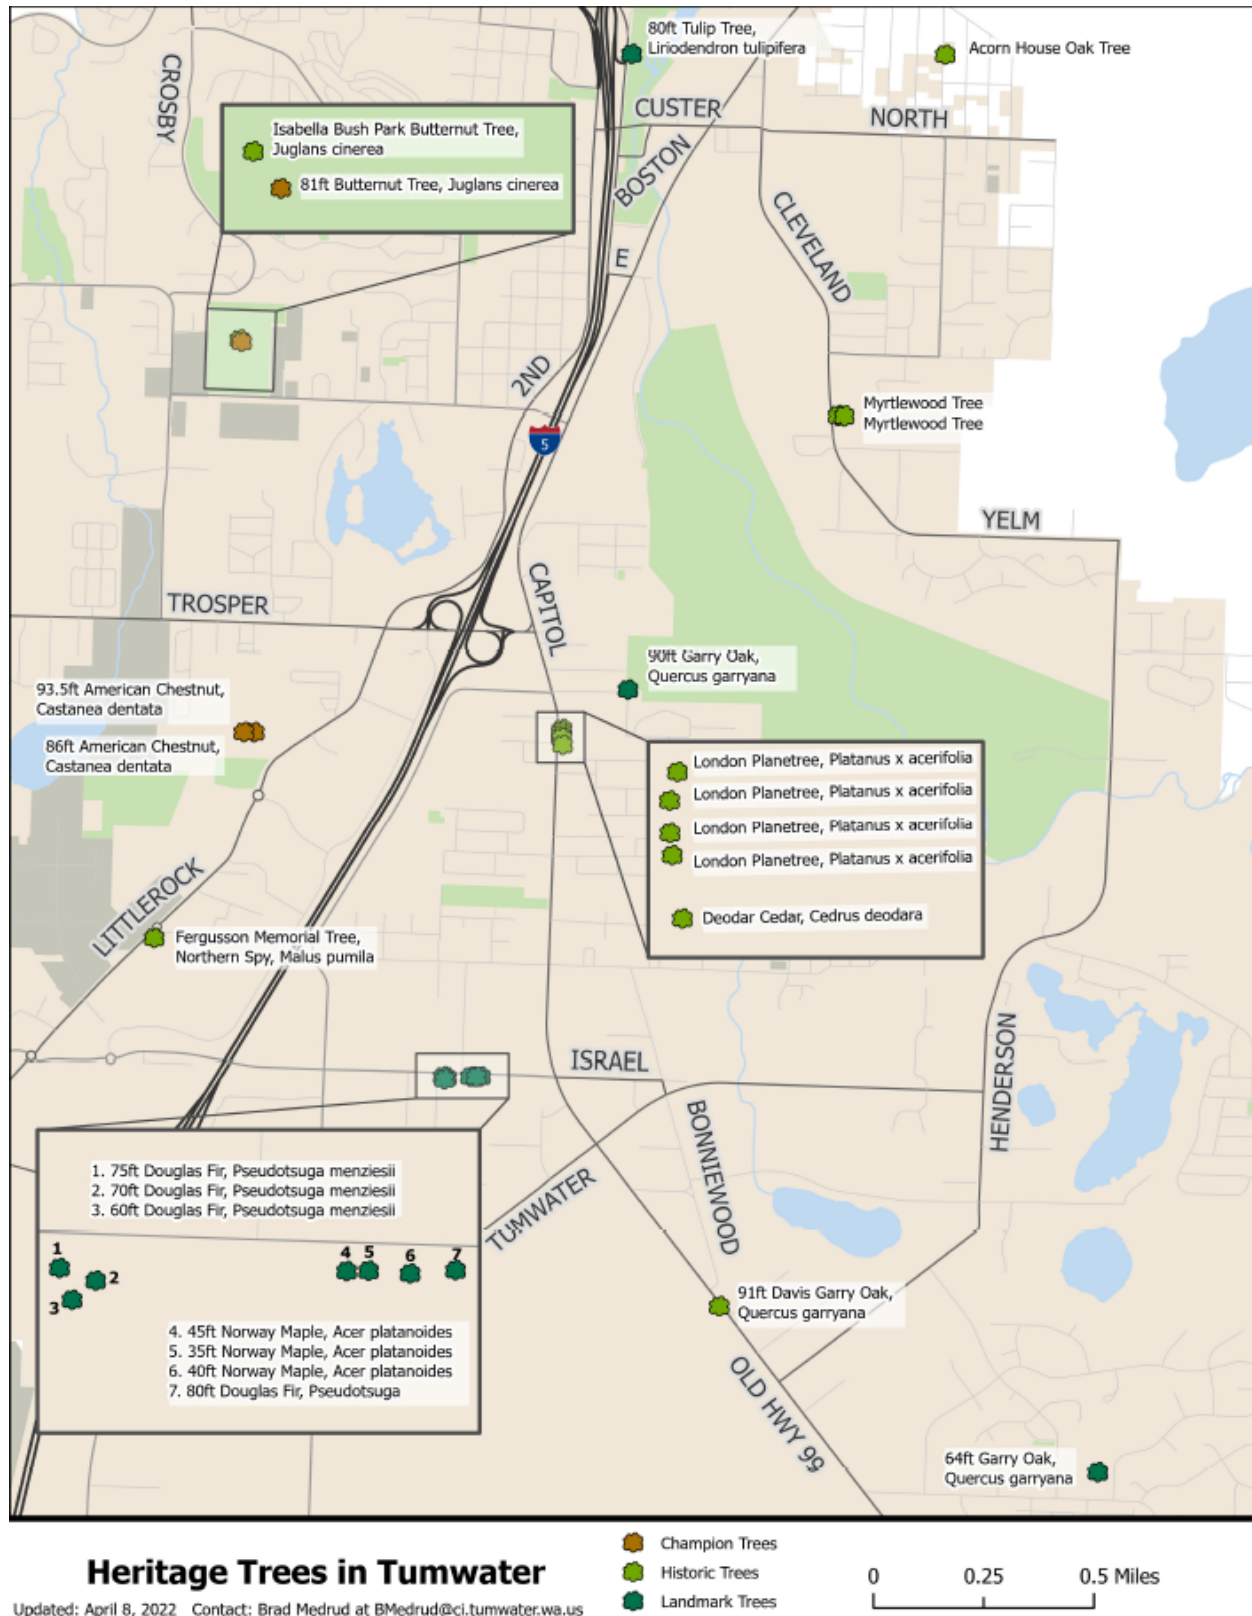 80ft Tulip Tree,
Liriodendron tulipifera
Acorn House Oak Tree
CROSBY
CUSTER
NORTH
Isabella Bush Park Butternut Tree,
Juglans cinerea
81ft Butternut Tree, Juglans cinerea
BOSTON
CLEVELAND
E
2ND
5
Myrtlewood Tree
Myrtlewood Tree
YELM
CAPITOL
TROSPER
90ft Garry Oak,
Quercus garryana
93.5ft American Chestnut,
Castanea dentata
86ft American Chestnut,
Castanea dentata
London Planetree, Platanus x acerifolia
London Planetree, Platanus x acerifolia
London Planetree, Platanus x acerifolia
London Planetree, Platanus x acerifolia
Deodar Cedar, Cedrus deodara
LITTLEROCK
Fergusson Memorial Tree,
Northern Spy, Malus pumila
ISRAEL
HENDERSON
BONNIEWOOD
1. 75ft Douglas Fir, Pseudotsuga menziesii
2. 70ft Douglas Fir, Pseudotsuga menziesii
3. 60ft Douglas Fir, Pseudotsuga menziesii
TUMWATER
1
2
3
4
5
6
7
91ft Davis Garry Oak,
Quercus garryana
4. 45ft Norway Maple, Acer platanoides
5. 35ft Norway Maple, Acer platanoides
6. 40ft Norway Maple, Acer platanoides
7. 80ft Douglas Fir, Pseudotsuga
OLD HWY 99
64ft Garry Oak,
Quercus garryana
Heritage Trees in Tumwater
Updated: April 8, 2022 Contact: Brad Medrud at BMedrud@ci.tumwater.wa.us
Champion Trees
Historic Trees
Landmark Trees
0 0.25 0.5 Miles